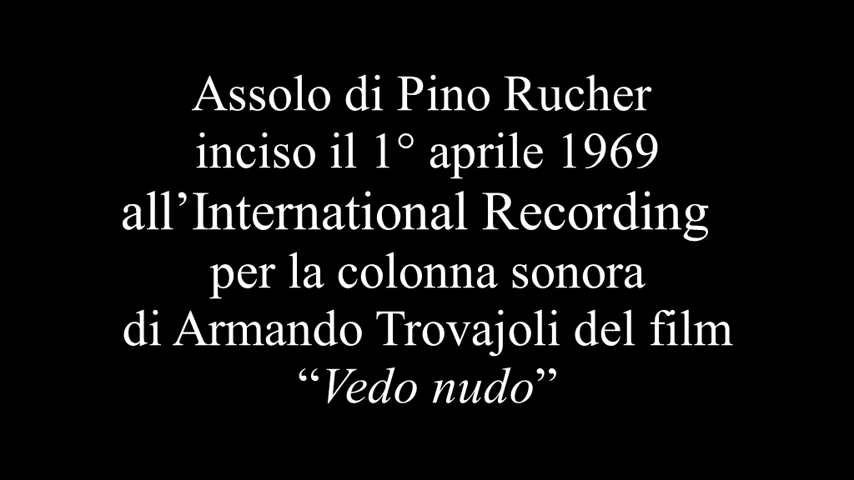 Assolo di Pino Rucher
inciso il 1° aprile 1969
all’International Recording
per la colonna sonora
di Armando Trovajoli del film
“Vedo nudo”